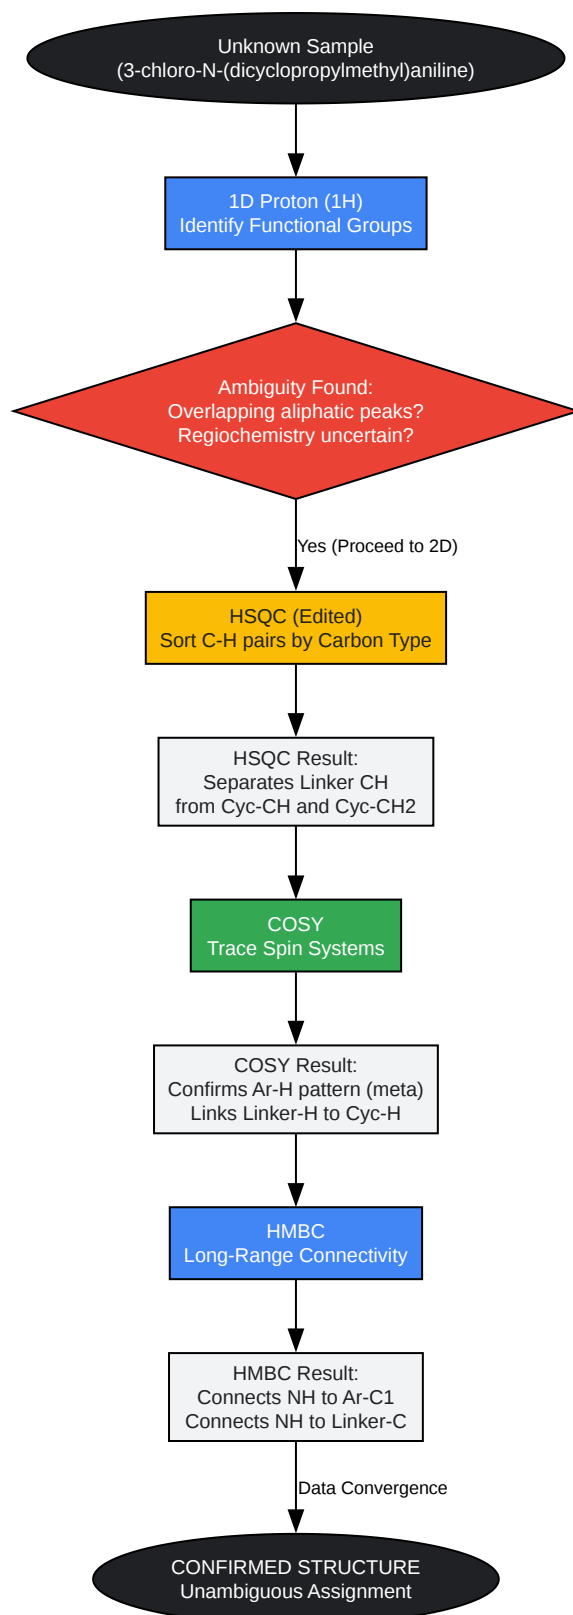 Unknown Sample
(3-chloro-N-(dicyclopropylmethyl)aniline)
1D Proton (1H)
Identify Functional Groups
Ambiguity Found:
Overlapping aliphatic peaks?
Regiochemistry uncertain?
Yes (Proceed to 2D)
HSQC (Edited)
Sort C-H pairs by Carbon Type
HSQC Result:
Separates Linker CH
from Cyc-CH and Cyc-CH2
COSY
Trace Spin Systems
COSY Result:
Confirms Ar-H pattern (meta)
Links Linker-H to Cyc-H
HMBC
Long-Range Connectivity
HMBC Result:
Connects NH to Ar-C1
Connects NH to Linker-C
Data Convergence
CONFIRMED STRUCTURE
Unambiguous Assignment